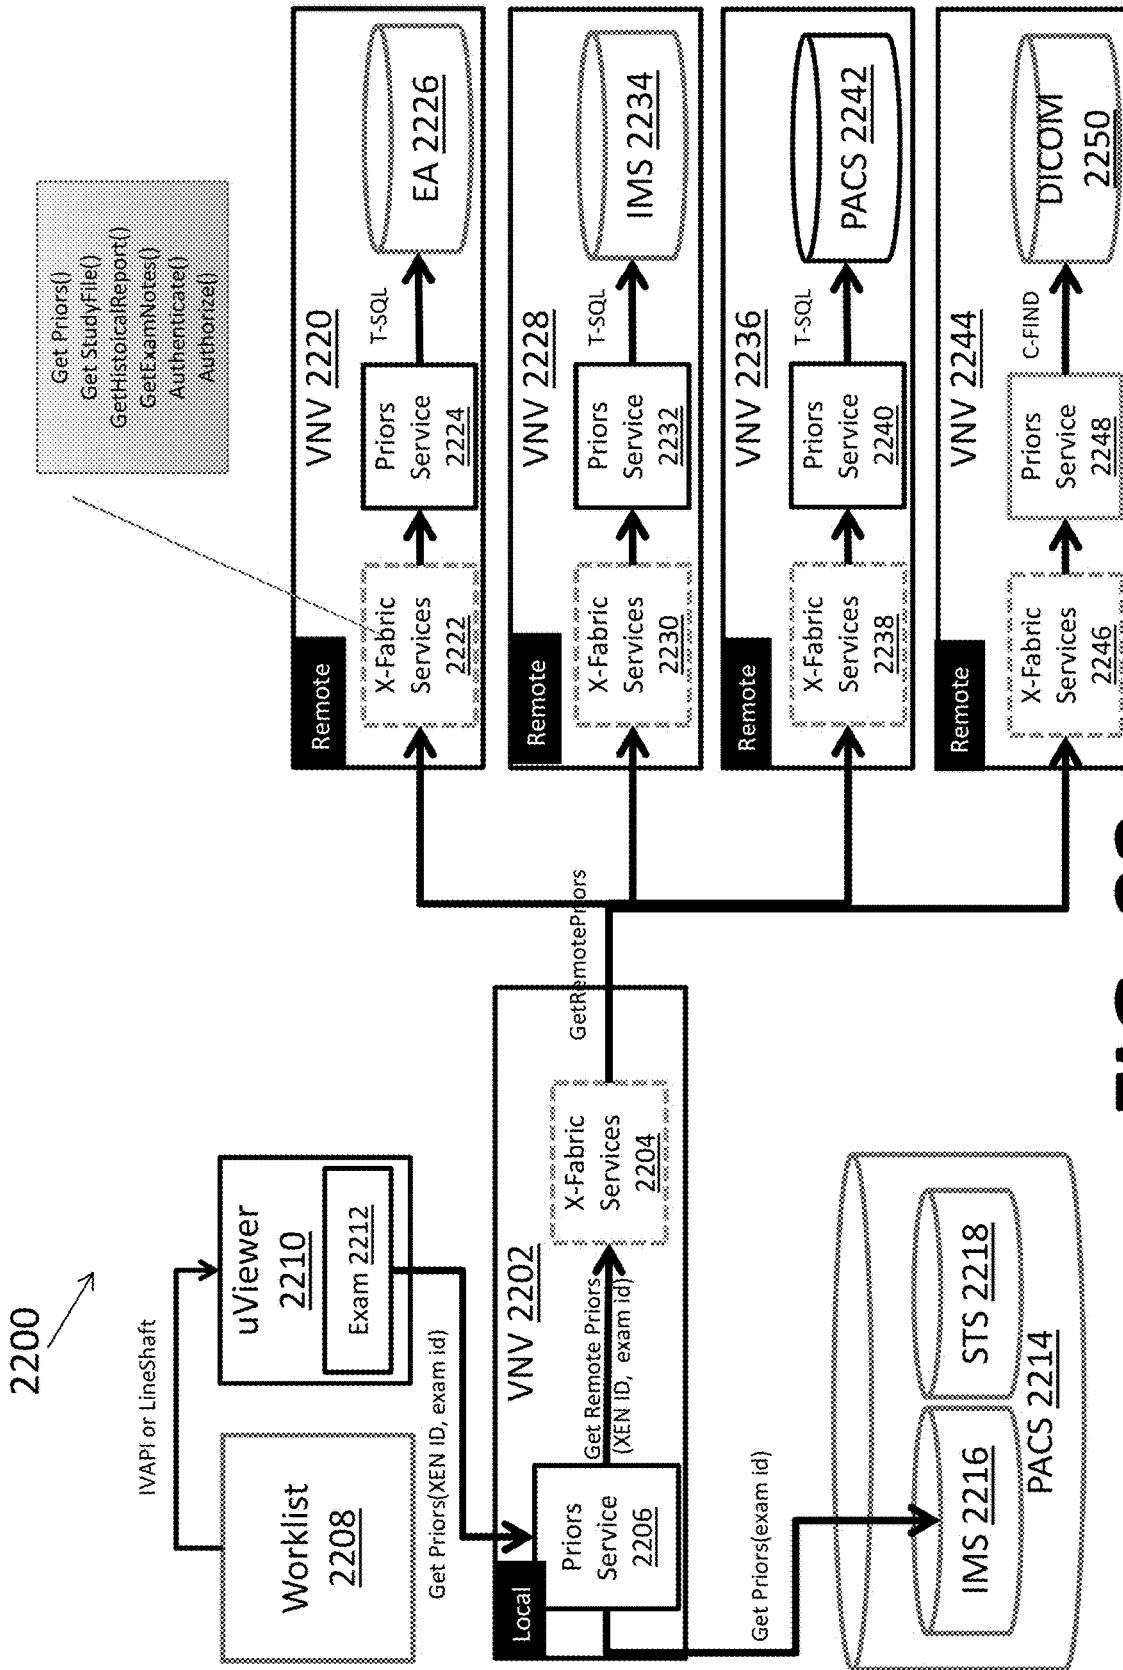 2200
IVAPI or LineShaft
Worklist
2208
uViewer
2210
Exam 2212
Get Priors(XEN ID, exam id)
Local
VNV 2202
Priors
Service
2206
Get Remote Priors
(XEN ID, exam id)
X-Fabric
Services
2204
GetRemotePriors
Get Priors(exam id)
IMS 2216
STS 2218
PACS 2214
Get Priors()
Get StudyFile()
GetHistoicalReport()
GetExamNotes()
Authenticate()
Authorize()
Remote
VNV 2220
X-Fabric
Services
2222
Priors
Service
2224
T-SQL
EA 2226
Remote
VNV 2228
X-Fabric
Services
2230
Priors
Service
2232
T-SQL
IMS 2234
Remote
VNV 2236
X-Fabric
Services
2238
Priors
Service
2240
T-SQL
PACS 2242
Remote
VNV 2244
X-Fabric
Services
2246
Priors
Service
2248
C-FIND
DICOM
2250